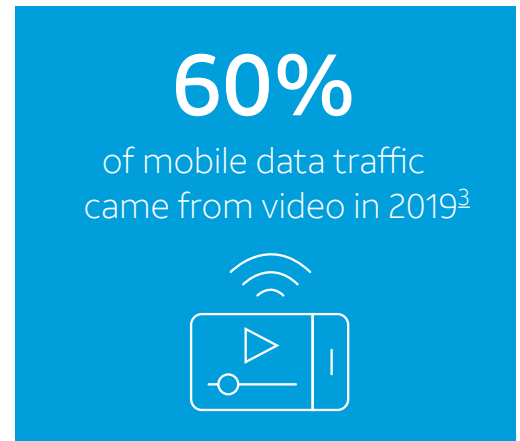 60%
of mobile data traffic
came from video in 2019³